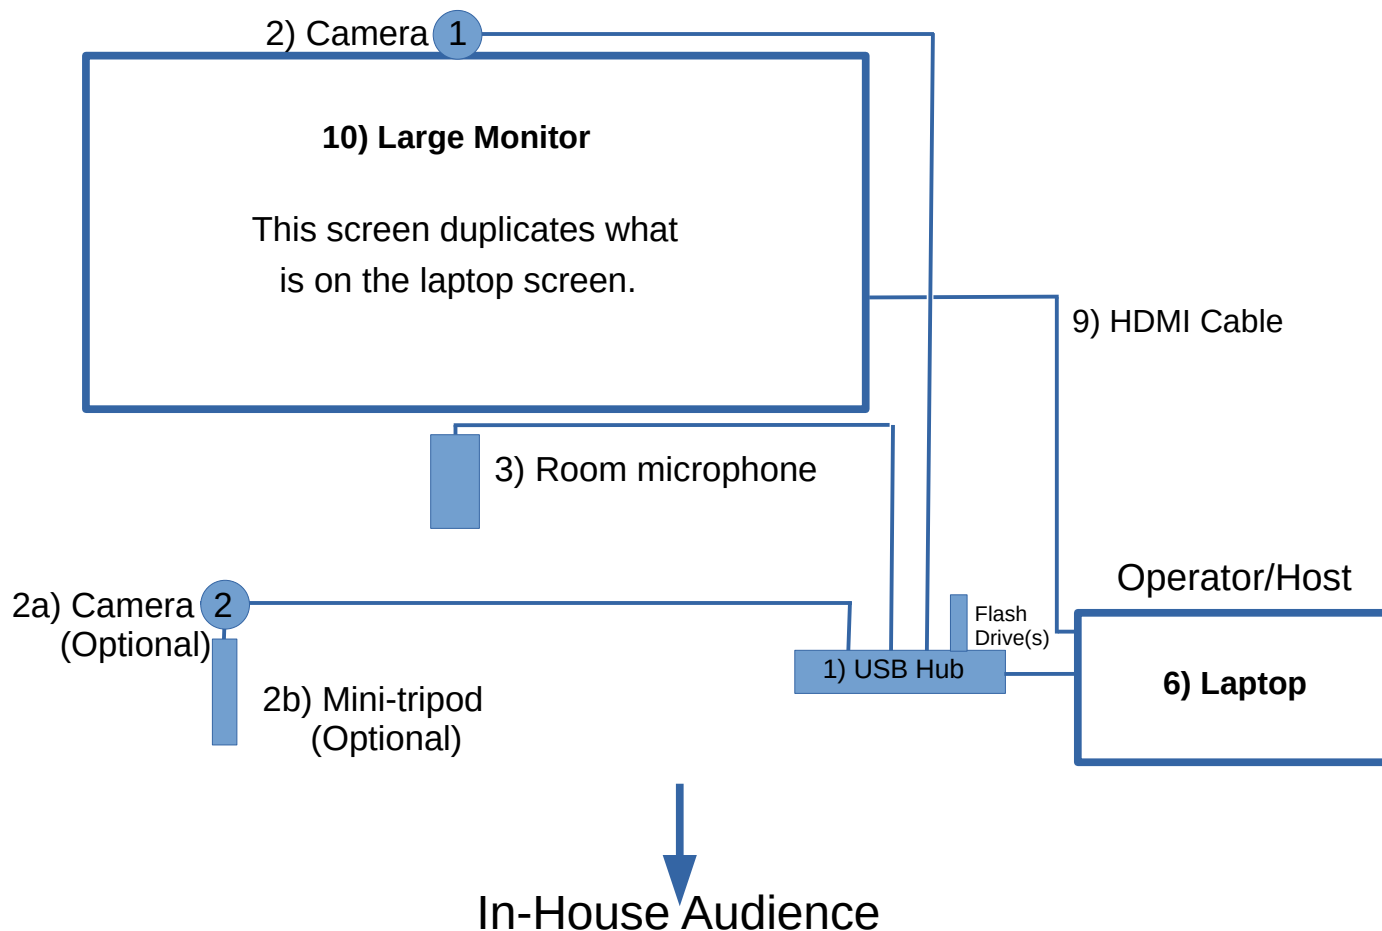 2) Camera 1
10) Large Monitor
This screen duplicates what
is on the laptop screen.
9) HDMI Cable
3) Room microphone
Operator/Host
2a) Camera 2
(Optional)
Flash
Drive(s)
1) USB Hub
6) Laptop
2b) Mini-tripod
(Optional)
In-House Audience